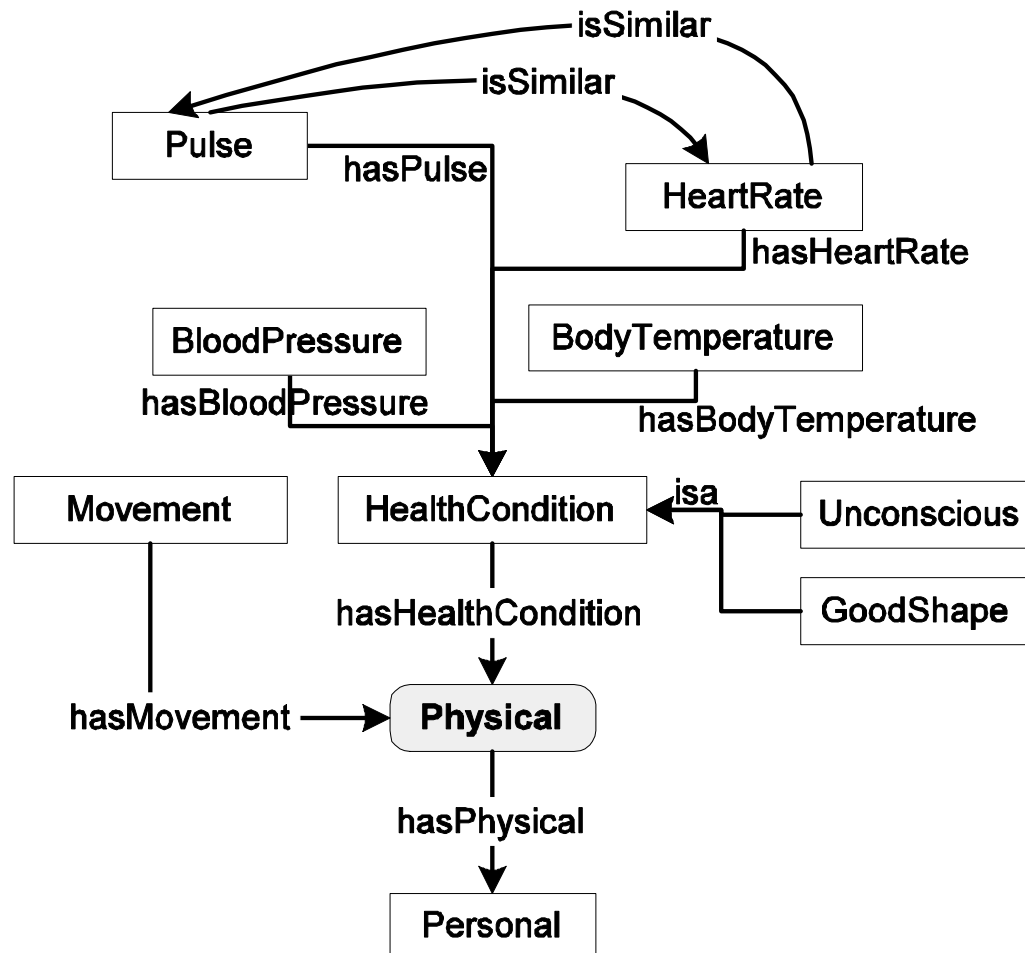 isSimilar
isSimilar
Pulse
hasPulse
HeartRate
hasHeartRate
BloodPressure
BodyTemperature
hasBloodPressure
hasBodyTemperature
Movement
HealthCondition
isa
Unconscious
GoodShape
hasHealthCondition
hasMovement
Physical
hasPhysical
Personal